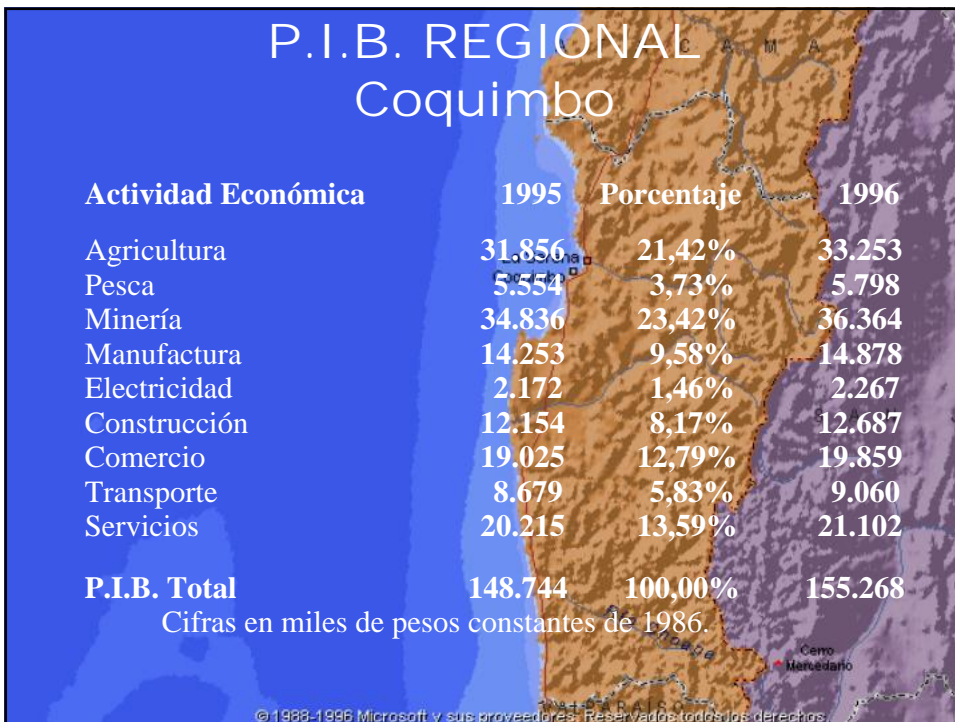 P.I.B. REGIONAL
Coquimbo
Actividad Económica 1995 Porcentaje 1996
Agricultura 31.856 21,42% 33.253
La Serena
Pesca 5.554 3,73% 5.798
Coquimbo
Minería 34.836 23,42% 36.364
Manufactura 14.253 9,58% 14.878
Electricidad 2.172 1,46% 2.267
Construcción 12.154 8,17% 12.687
Comercio 19.025 12,79% 19.859
Transporte 8.679 5,83% 9.060
Servicios 20.215 13,59% 21.102
P.I.B. Total 148.744 100,00% 155.268
Cifras en miles de pesos constantes de 1986.
Cerro
Mercedario
©1988-1996 Microsoft y sus proveedores. Reservados todos los derechos.